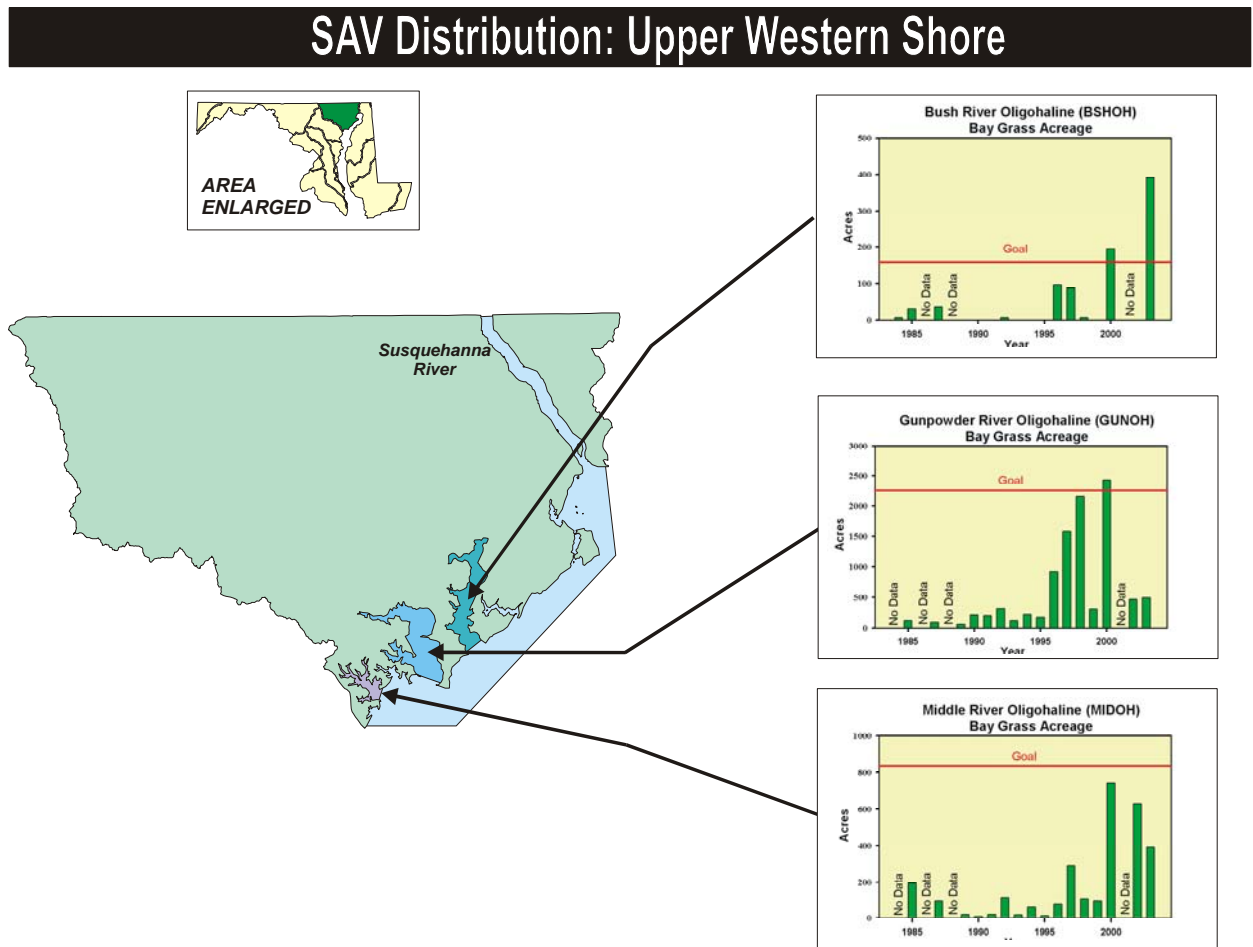 SAV Distribution: Upper Western Shore
AREA
ENLARGED
Susquehanna
River
Bush River Oligohaline (BSHOH)
Bay Grass Acreage
500
400
300
200
100
0
Acres
Goal
No Data
No Data
No Data
1985
1990
1995
2000
Year
Gunpowder River Oligohaline (GUNOH)
Bay Grass Acreage
3000
2500
2000
1500
1000
500
0
Acres
Goal
No Data
No Data
No Data
No Data
1985
1990
1995
2000
Year
Middle River Oligohaline (MIDOH)
Bay Grass Acreage
1000
800
600
400
200
0
Acres
Goal
No Data
No Data
No Data
No Data
1985
1990
1995
2000